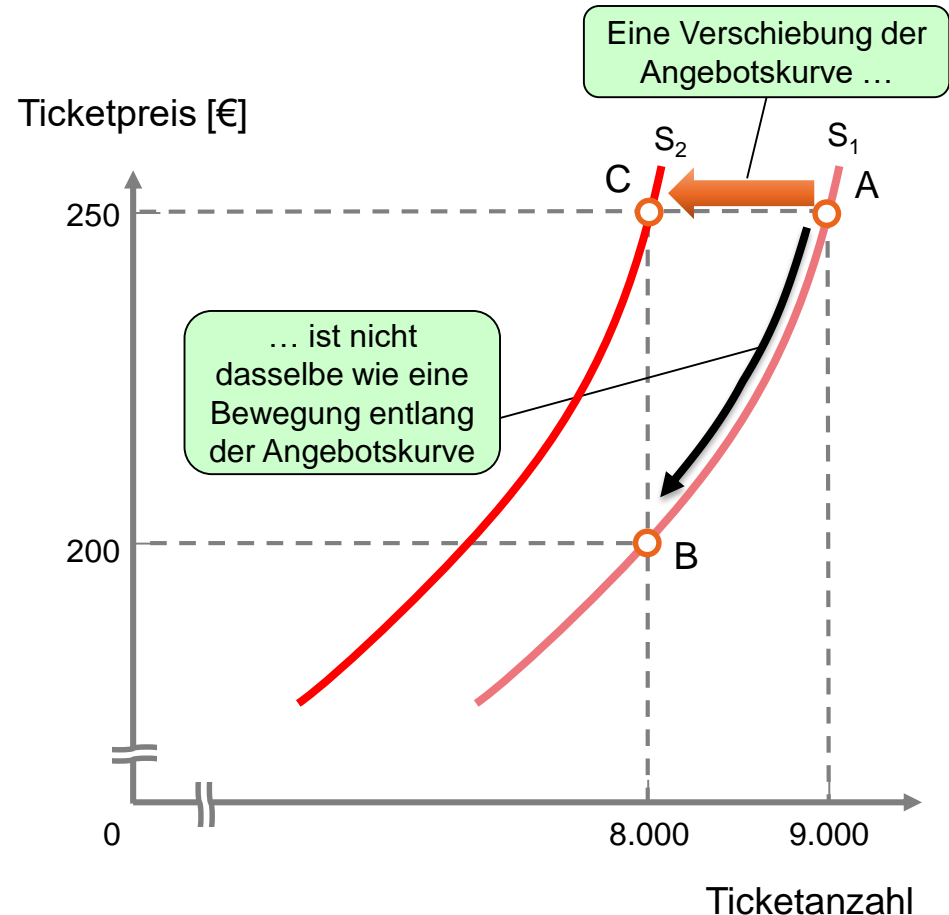 Eine Verschiebung der
Angebotskurve …
Ticketpreis [€]
S₂
S₁
C
A
250
… ist nicht
dasselbe wie eine
Bewegung entlang
der Angebotskurve
200
B
0
8.000
9.000
Ticketanzahl